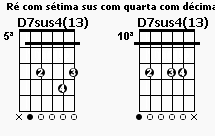 Ré com sétima sus com quarta com décima
D7sus4(13) D7sus4(13)
5ª 10ª
2 3 2 3 4
4
X X